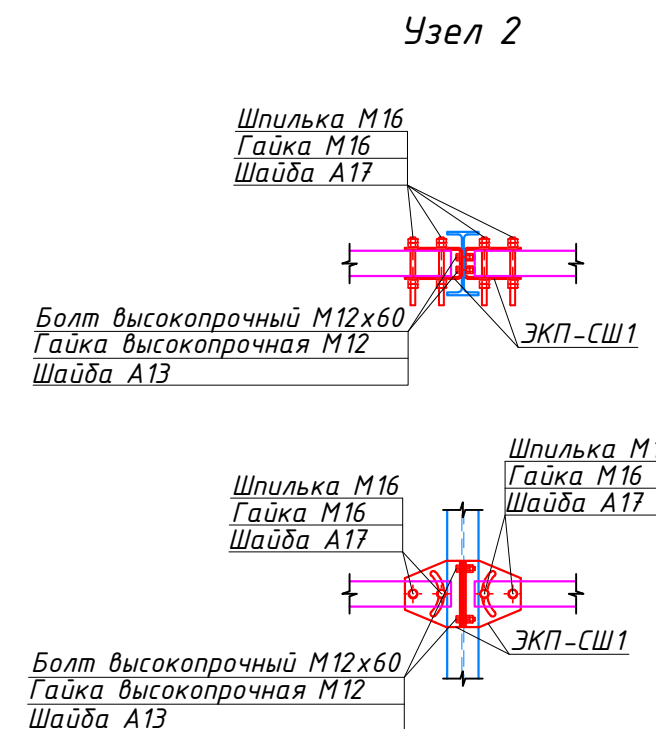 Узел 2
Шпилька М16
Гайка М16
Шайба А17
Болт высокопрочный М12х60
Гайка высокопрочная М12
Шайба А13
ЭКП-СШ1
Шпилька М16
Гайка М16
Шайба А17
Шпилька М1
Гайка М16
Шайба А17
ЭКП-СШ1
Болт высокопрочный М12х60
Гайка высокопрочная М12
Шайба А13